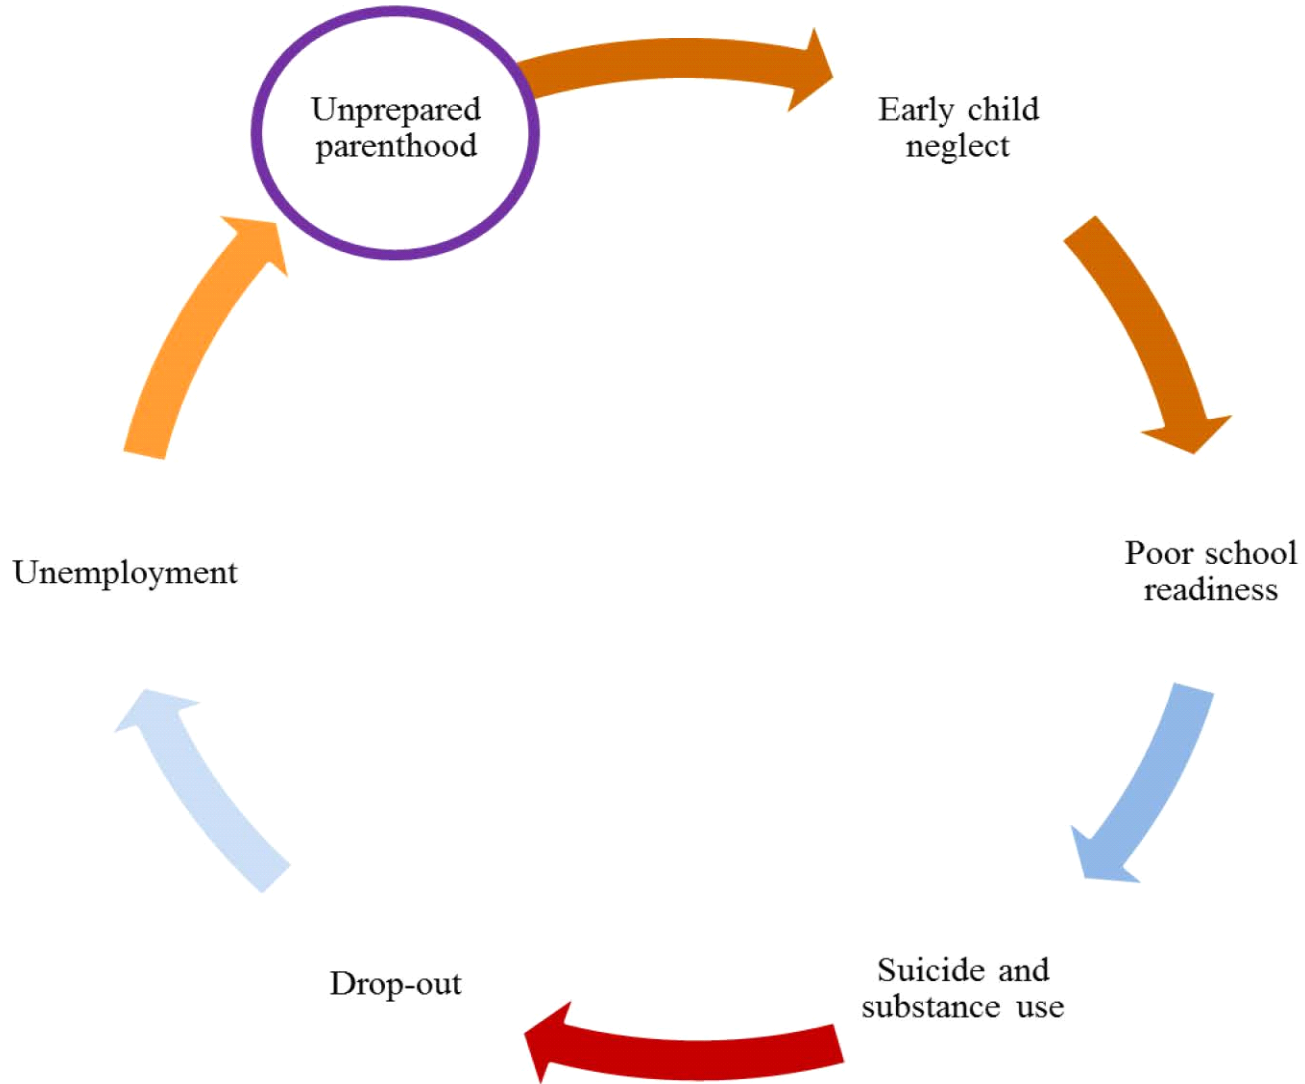 Unprepared
parenthood
Early child
neglect
Poor school
readiness
Suicide and
substance use
Drop-out
Unemployment